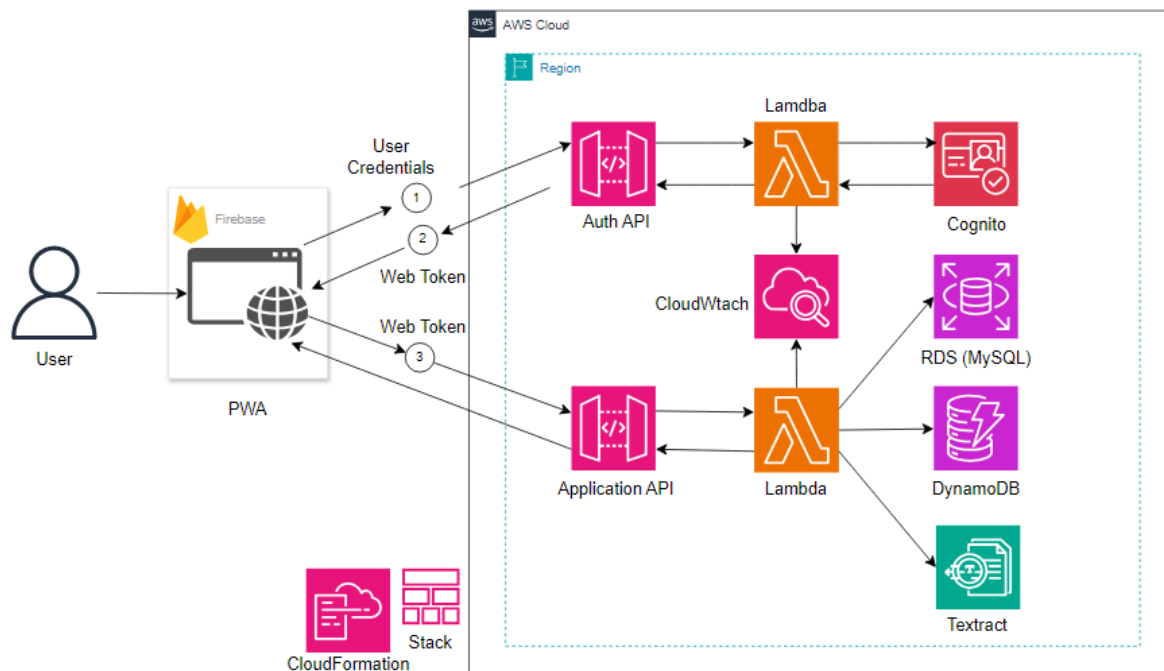 aws
AWS Cloud
Region
Lamdba
User
Credentials
1
Firebase
Auth API
Cognito
2
Web Token
CloudWtach
Web Token
3
User
RDS (MySQL)
PWA
Application API
Lambda
DynamoDB
Textract
Stack
CloudFormation